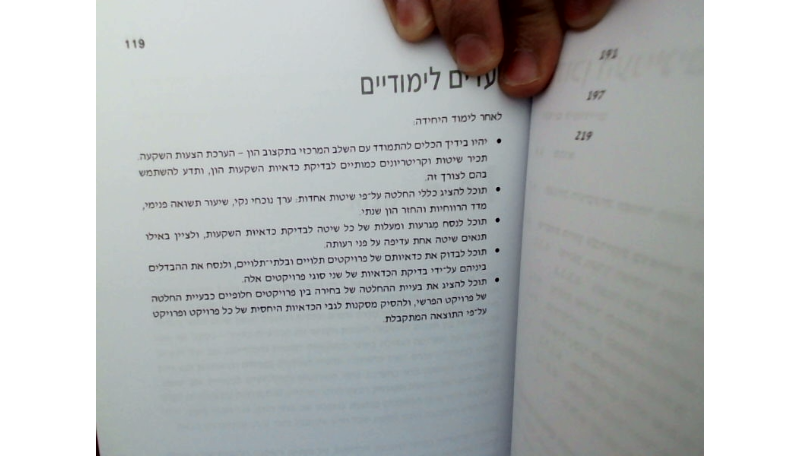 119
לימודיים
לאחר לימוד היחידה:
• יהיו בידיך הכלים להתמודד עם השלב המרכזי בתקצוב הון – הערכת הצעות השקעה.
תכיר שיטות וקריטריונים כמותיים לבדיקת כדאיות השקעות הון, ותדע להשתמש
בהם לצורך זה.
• תוכל להציג כללי החלטה על־פי שיטות אחדות: ערך נוכחי נקי, שיעור תשואה פנימי,
מדד הרווחיות והחזר הון שנתי.
• תוכל לנסח מגרעות ומעלות של כל שיטה לבדיקת כדאיות השקעות, ולציין באילו
תנאים שיטה אחת עדיפה על פני רעותה.
• תוכל לבדוק את כדאיותם של פרויקטים תלויים ובלתי־תלויים, ולנסח את ההבדלים
ביניהם על־ידי בדיקת הכדאיות של שני סוגי פרויקטים אלה.
• תוכל להציג את בעיית ההחלטה של בחירה בין פרויקטים חלופיים כבעיית החלטה
של פרויקט הפרשי, ולהסיק מסקנות לגבי הכדאיות היחסית של כל פרויקט ופרויקט
על־פי התוצאה המתקבלת.
191
197
219